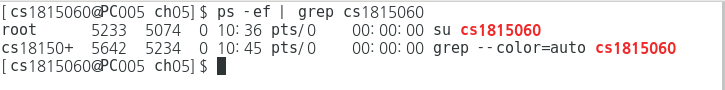 [cs1815060@PC005 ch05]$ ps -ef | grep cs1815060
root 5233 5074 0 10:36 pts/0 00:00:00 su cs1815060
cs18150+ 5642 5234 0 10:45 pts/0 00:00:00 grep --color=auto cs1815060
[cs1815060@PC005 ch05]$